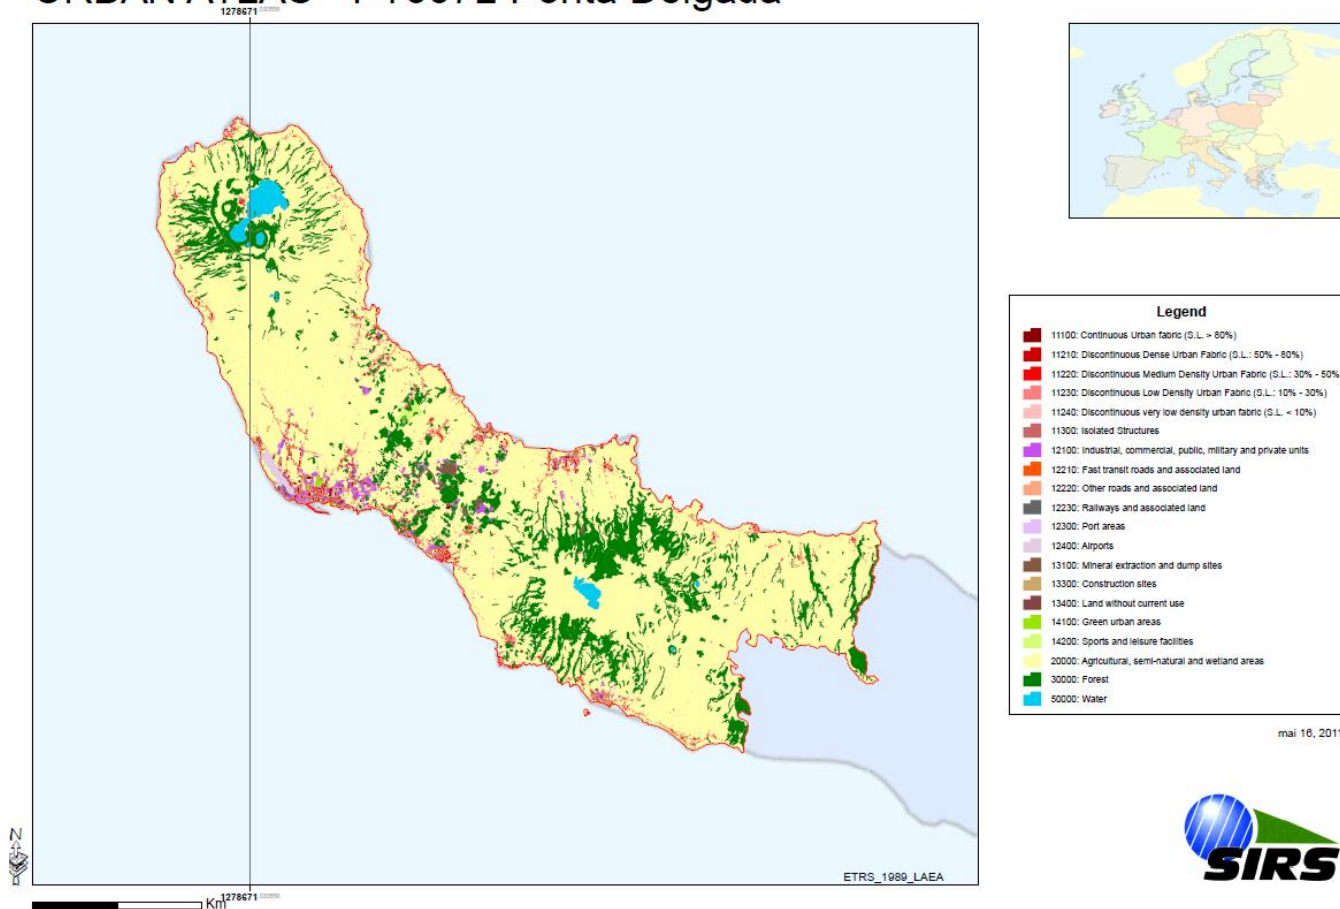 1278671
Legend
11100: Continuous Urban fabric (S.L. > 80%)
11210: Discontinuous Dense Urban Fabric (S.L.: 50% - 80%)
11220: Discontinuous Medium Density Urban Fabric (S.L.: 30% - 50%
11230: Discontinuous Low Density Urban Fabric (S.L.: 10% - 30%)
11240: Discontinuous very low density urban fabric (S.L. < 10%)
11300: Isolated Structures
12100: Industrial, commercial, public, military and private units
12210: Fast transit roads and associated land
12220: Other roads and associated land
12230: Railways and associated land
12300: Port areas
12400: Airports
13100: Mineral extraction and dump sites
13300: Construction sites
13400: Land without current use
14100: Green urban areas
14200: Sports and leisure facilities
20000: Agricultural, semi-natural and wetland areas
30000: Forest
50000: Water
mai 16, 2011
SIRS
N
ETRS_1989_LAEA
1278671
Km